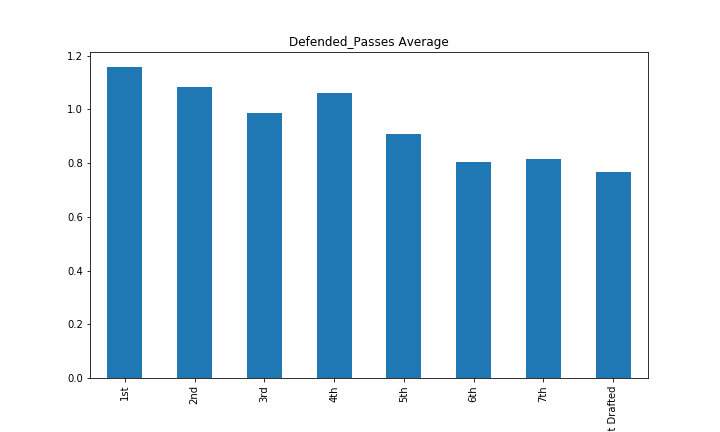 Defended_Passes Average
1.2
1.0
0.8
0.6
0.4
0.2
0.0
1st
2nd
3rd
4th
5th
6th
7th
t Drafted